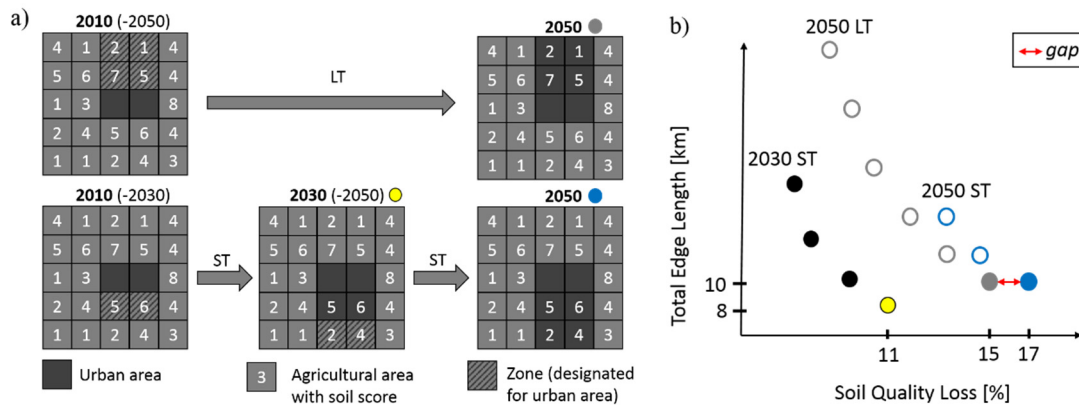 a)
2010 (-2050)
4 1 2 1 4
5 6 7 5 4
1 3 8
2 4 5 6 4
1 1 2 4 3
LT
2050
4 1 2 1 4
5 6 7 5 4
1 3 8
2 4 5 6 4
1 1 2 4 3
2010 (-2030)
4 1 2 1 4
5 6 7 5 4
1 3 8
2 4 5 6 4
1 1 2 4 3
ST
2030 (-2050)
4 1 2 1 4
5 6 7 5 4
1 3 8
2 4 5 6 4
1 1 2 4 3
ST
2050
4 1 2 1 4
5 6 7 5 4
1 3 8
2 4 5 6 4
1 1 2 4 3
Urban area
3
Agricultural area
with soil score
Zone (designated
for urban area)
b)
2050 LT
gap
2030 ST
2050 ST
Total Edge Length [km]
10
8
11
15
17
Soil Quality Loss [%]